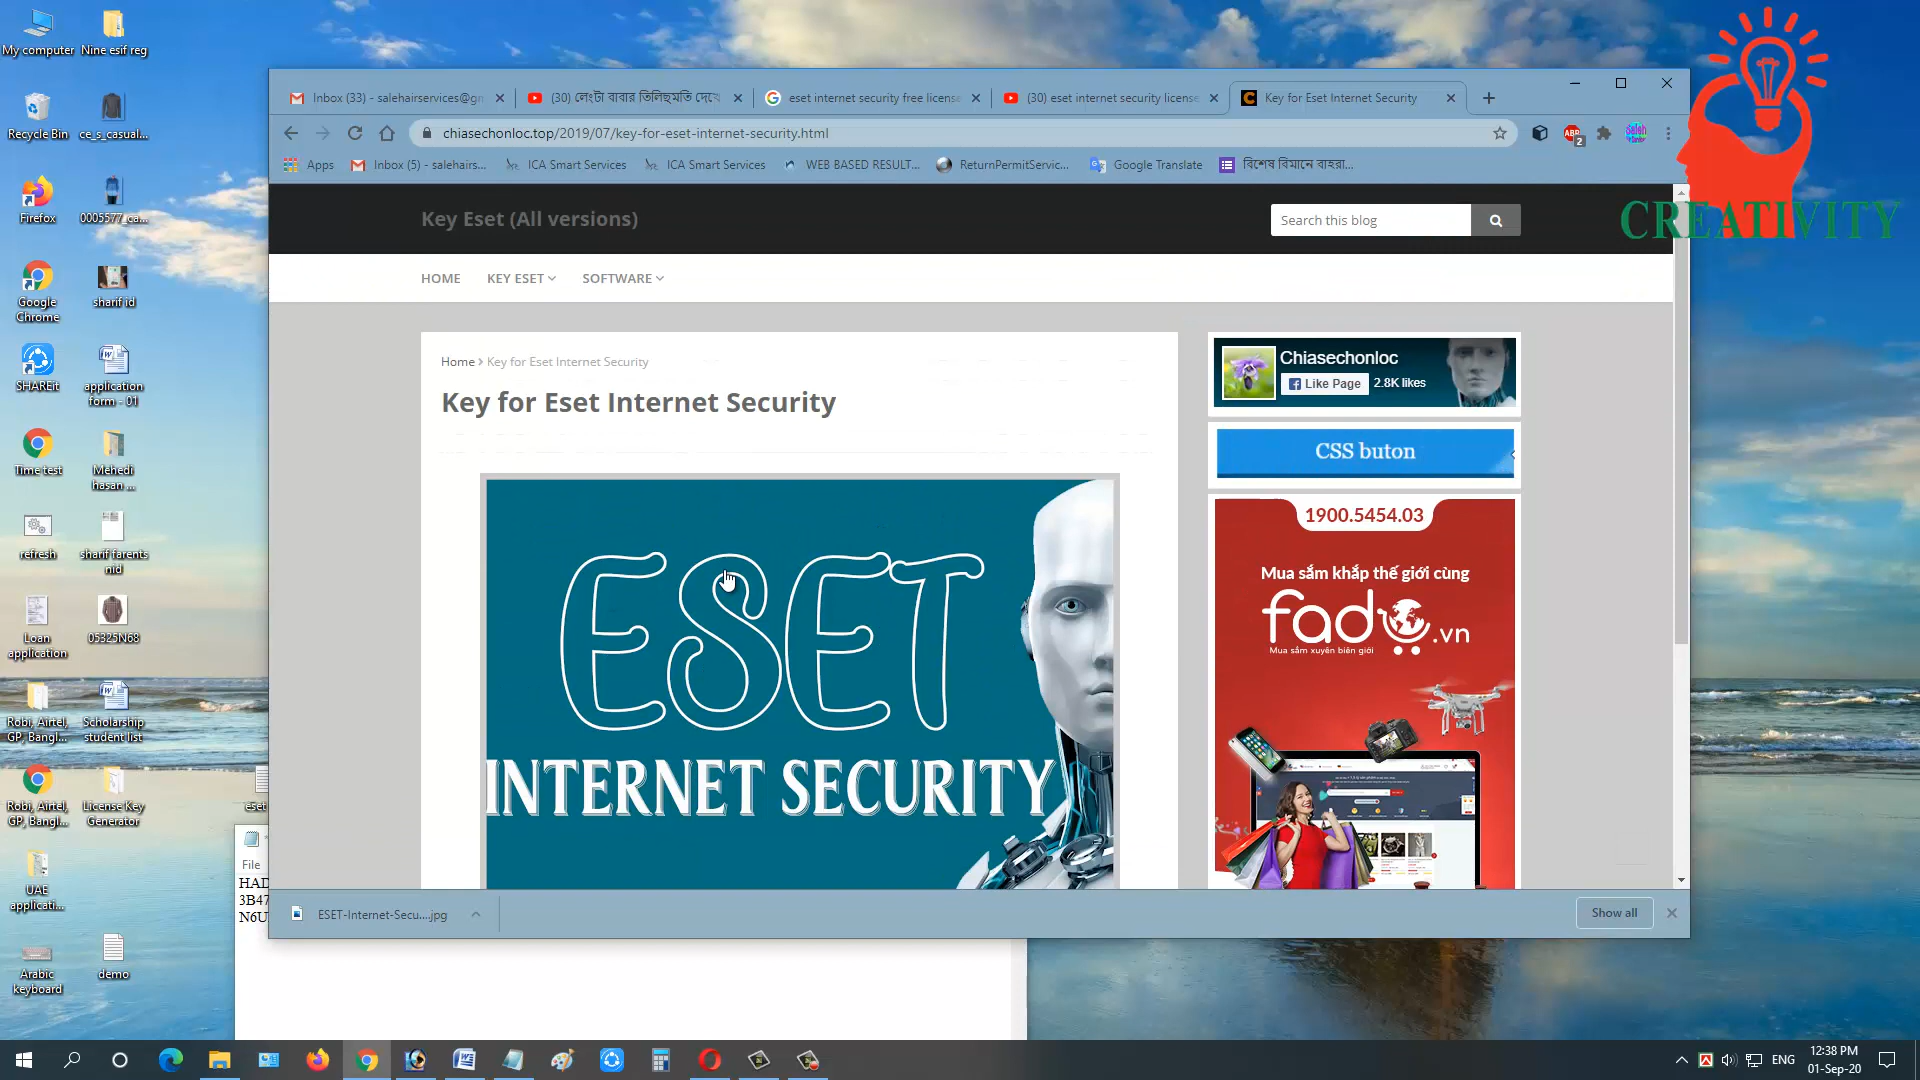 My computer
Nine esif reg
Recycle Bin
ce_s_casual...
Firefox
0005577_ca...
Google
Chrome
sharif id
SHAREit
application
form - 01
Time test
Mehedi
hasan ...
refresh
sharif farents
nid
Loan
application
05325N68
Robi, Airtel,
GP, Bangl...
Scholarship
student list
Robi, Airtel,
GP, Bangl...
License Key
Generator
UAE
applicati...
Arabic
keyboard
demo
eset
File
HAD
3B47
N6U
Inbox (33) - salehairservices@gm
(30) লেংটা বাবার তিলিছমতি দেখে
eset internet security free license
(30) eset internet security license
Key for Eset Internet Security
chiasechonloc.top/2019/07/key-for-eset-internet-security.html
ABP
2
Apps
Inbox (5) - salehairs...
ICA Smart Services
ICA Smart Services
WEB BASED RESULT...
ReturnPermitServic...
Google Translate
বিশেষ বিমানে বাহরা...
Key Eset (All versions)
Search this blog
HOME
KEY ESET
SOFTWARE
Home > Key for Eset Internet Security
Key for Eset Internet Security
ESET
INTERNET SECURITY
Chiasechonloc
Like Page
2.8K likes
CSS buton
1900.5454.03
Mua sắm khắp thế giới cùng
fado.vn
Mua sắm xuyên biên giới
ESET-Internet-Secu....jpg
Show all
CREATIVITY
ENG
12:38 PM
01-Sep-20